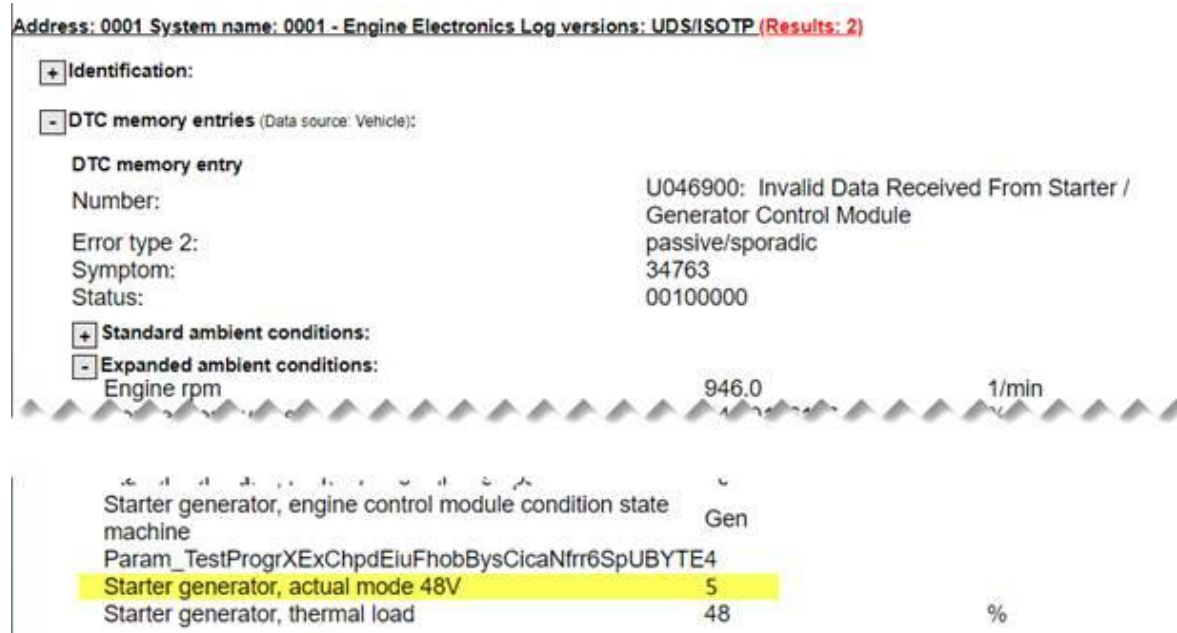 Address: 0001 System name: 0001 - Engine Electronics Log versions: UDS/ISOTP (Results: 2)
+ Identification:
- DTC memory entries (Data source: Vehicle):
DTC memory entry
Number: U046900: Invalid Data Received From Starter /
Generator Control Module
Error type 2: passive/sporadic
Symptom: 34763
Status: 00100000
+ Standard ambient conditions:
- Expanded ambient conditions:
Engine rpm 946.0 1/min
Starter generator, engine control module condition state
machine Gen
Param_TestProgrXExChpdEiuFhobBysCicaNfrr6SpUBYTE4
Starter generator, actual mode 48V 5
Starter generator, thermal load 48 %